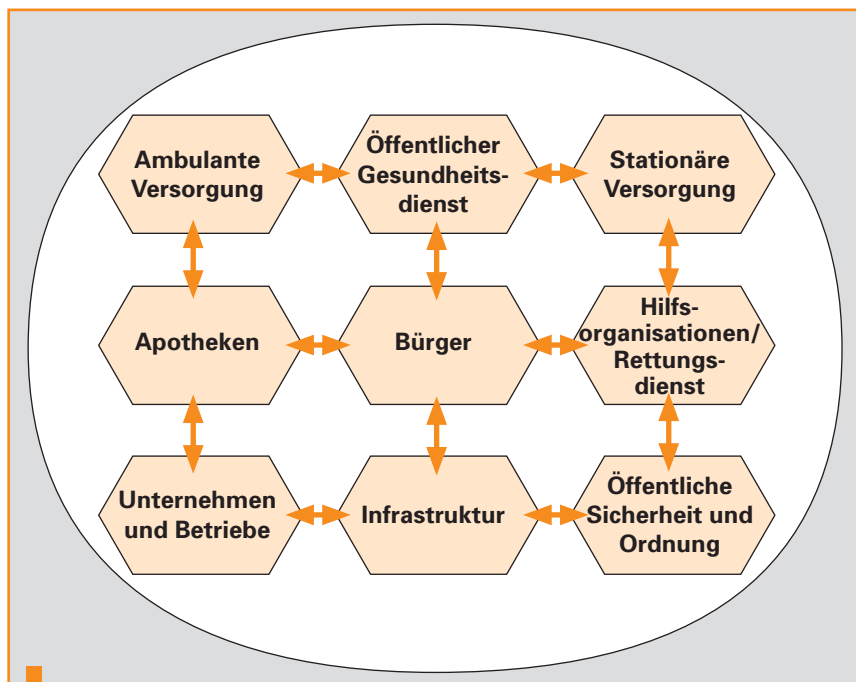 Ambulante
Versorgung
Öffentlicher
Gesundheits-
dienst
Stationäre
Versorgung
Apotheken
Bürger
Hilfs-
organisationen/
Rettungs-
dienst
Unternehmen
und Betriebe
Infrastruktur
Öffentliche
Sicherheit und
Ordnung